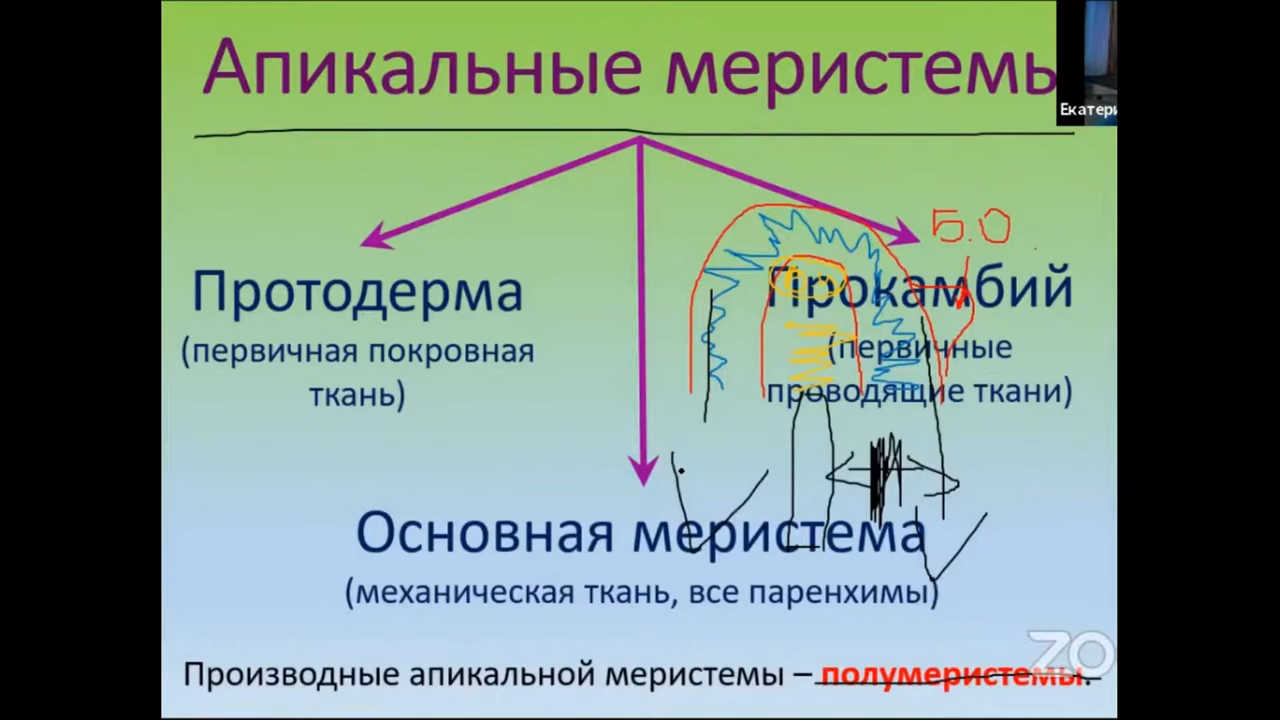 Апикальные меристемы
Екатери
5.0
Протодерма
(первичная покровная
ткань)
Прокамбий
(первичные
проводящие ткани)
Основная меристема
(механическая ткань, все паренхимы)
Производные апикальной меристемы – полумеристемы.
ZO